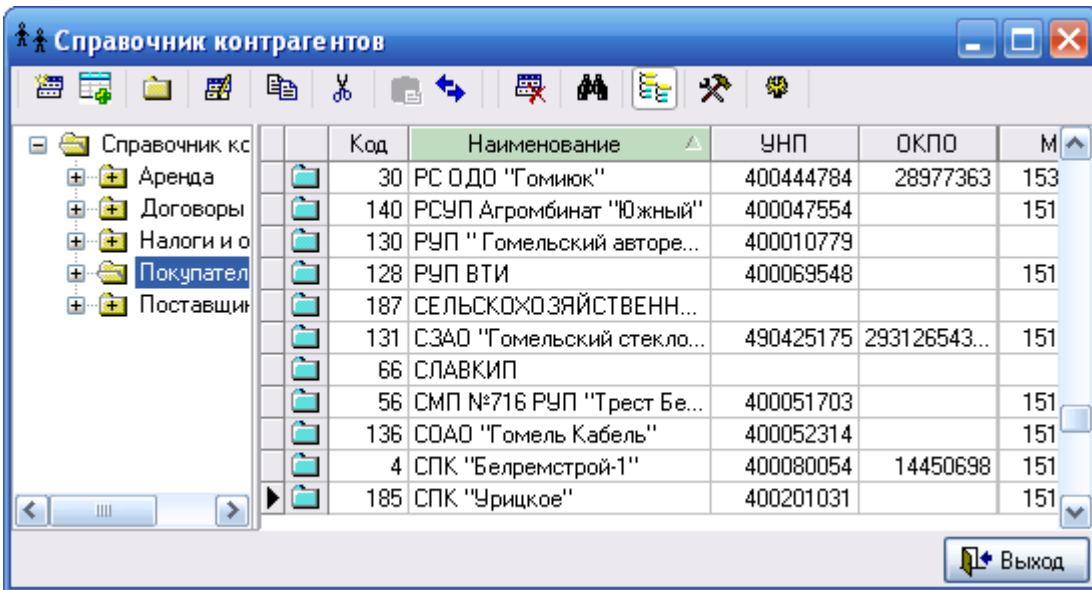 Справочник контрагентов
Справочник кс
Аренда
Договоры
Налоги и о
Покупател
Поставщик
Код Наименование УНП ОКПО М
30 РС ОДО "Гомиюк" 400444784 28977363 153
140 РСУП Агромбинат "Южный" 400047554 151
130 РУП " Гомельский авторе... 400010779
128 РУП ВТИ 400069548 151
187 СЕЛЬСКОХОЗЯЙСТВЕНН...
131 СЗАО "Гомельский стекло... 490425175 293126543... 151
66 СЛАВКИП
56 СМП №716 РУП "Трест Бе... 400051703 151
136 СОАО "Гомель Кабель" 400052314 151
4 СПК "Белремстрой-1" 400080054 14450698 151
185 СПК "Урицкое" 400201031 151
Выход